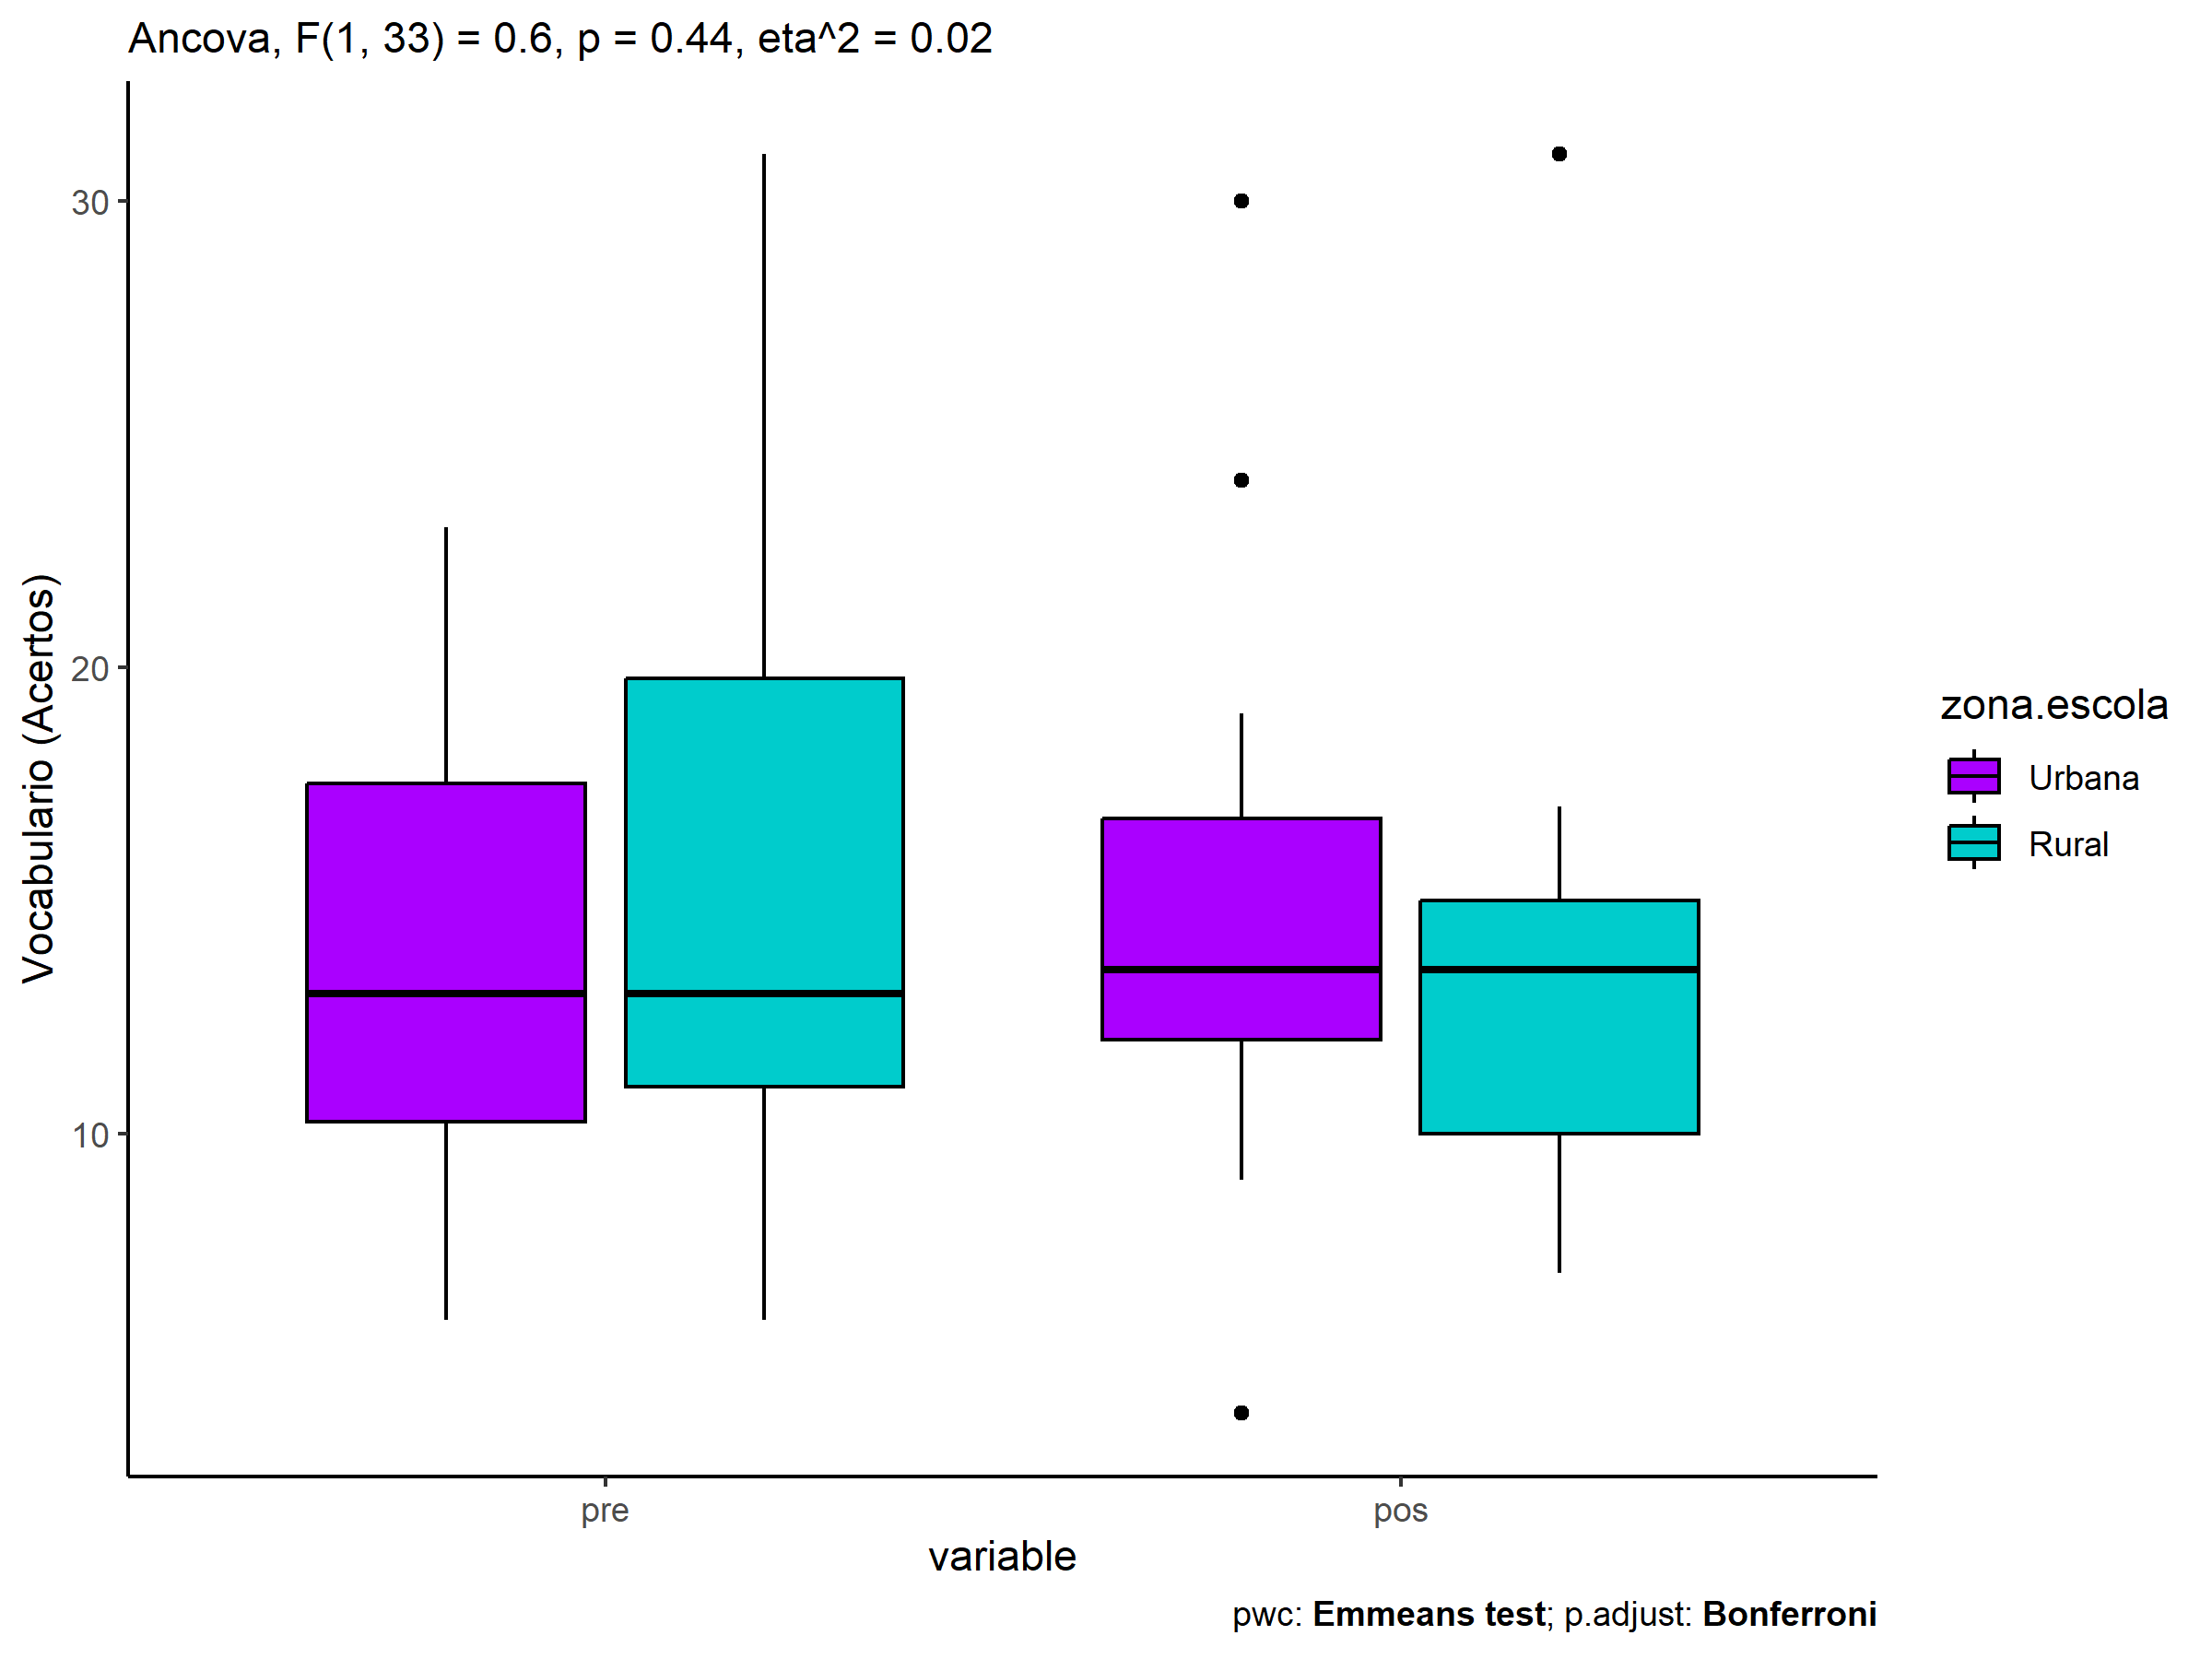 Ancova, F(1, 33) = 0.6, p = 0.44, eta^2 = 0.02
Vocabulario (Acertos)
30
20
10
pre
pos
variable
zona.escola
Urbana
Rural
pwc: Emmeans test; p.adjust: Bonferroni